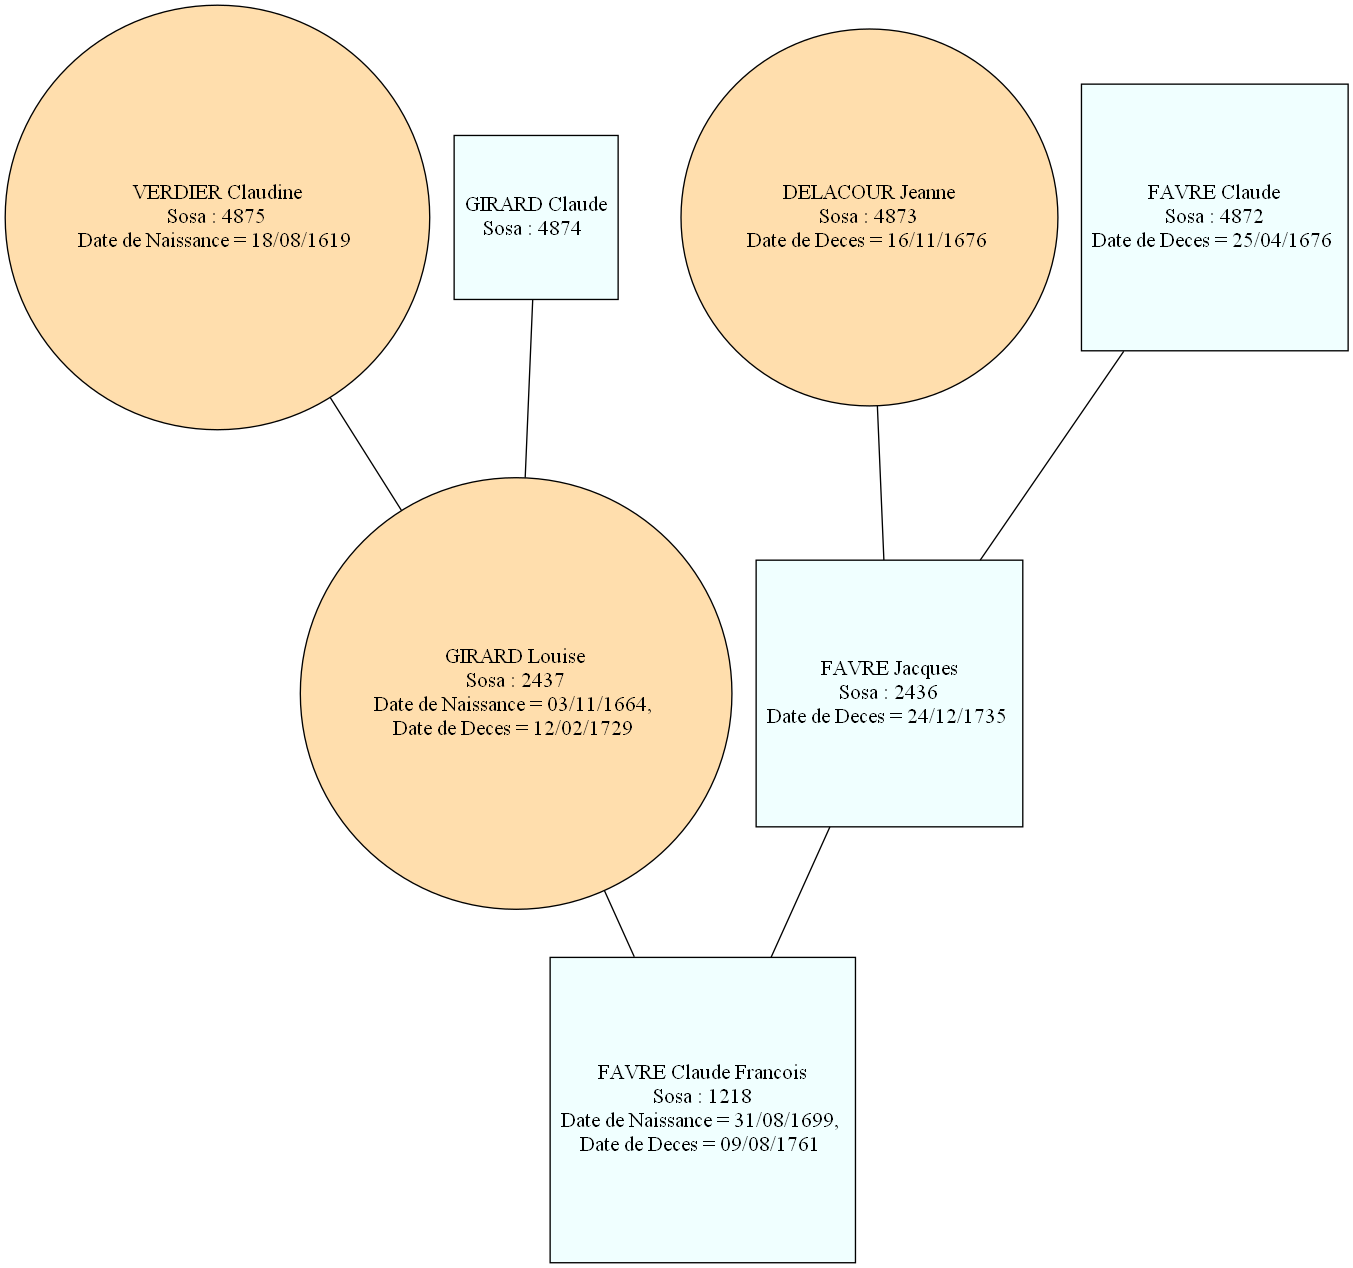 VERDIER Claudine
Sosa : 4875
Date de Naissance = 18/08/1619
GIRARD Claude
Sosa : 4874
DELACOUR Jeanne
Sosa : 4873
Date de Deces = 16/11/1676
FAVRE Claude
Sosa : 4872
Date de Deces = 25/04/1676
GIRARD Louise
Sosa : 2437
Date de Naissance = 03/11/1664,
Date de Deces = 12/02/1729
FAVRE Jacques
Sosa : 2436
Date de Deces = 24/12/1735
FAVRE Claude Francois
Sosa : 1218
Date de Naissance = 31/08/1699,
Date de Deces = 09/08/1761